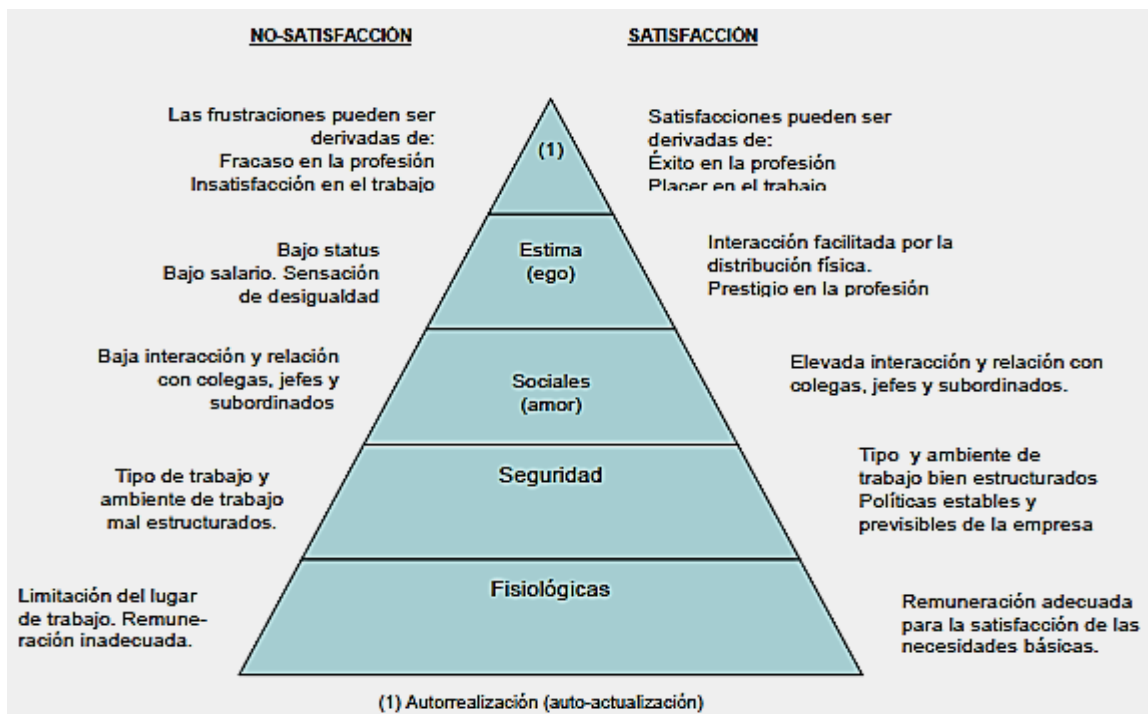 NO-SATISFACCIÓN
SATISFACCIÓN
Las frustraciones pueden ser
derivadas de:
Fracaso en la profesión
Insatisfacción en el trabajo
(1)
Satisfacciones pueden ser
derivadas de:
Éxito en la profesión
Placer en el trabajo
Bajo status
Bajo salario. Sensación
de desigualdad
Estima
(ego)
Interacción facilitada por la
distribución física.
Prestigio en la profesión
Baja interacción y relación
con colegas, jefes y
subordinados
Sociales
(amor)
Elevada interacción y relación con
colegas, jefes y subordinados.
Tipo de trabajo y
ambiente de trabajo
mal estructurados.
Seguridad
Tipo y ambiente de
trabajo bien estructurados
Políticas estables y
previsibles de la empresa
Limitación del lugar
de trabajo. Remune-
ración inadecuada.
Fisiológicas
Remuneración adecuada
para la satisfacción de las
necesidades básicas.
(1) Autorrealización (auto-actualización)